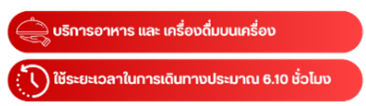 บริการอาหาร และ เครื่องดื่มบนเครื่อง
ใช้ระยะเวลาในการเดินทางประมาณ 6.10 ชั่วโมง